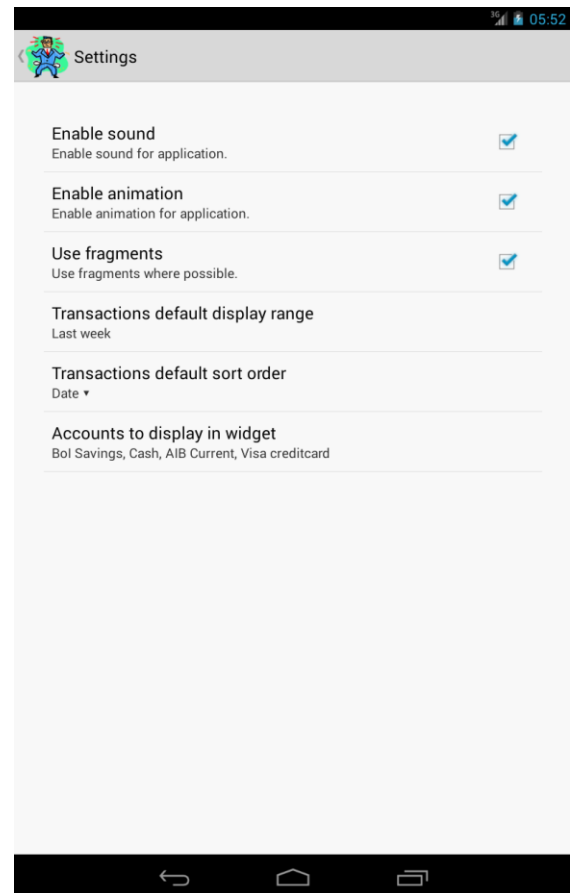 3G 05:52
Settings
Enable sound
Enable sound for application.
Enable animation
Enable animation for application.
Use fragments
Use fragments where possible.
Transactions default display range
Last week
Transactions default sort order
Date ▾
Accounts to display in widget
BoI Savings, Cash, AIB Current, Visa creditcard